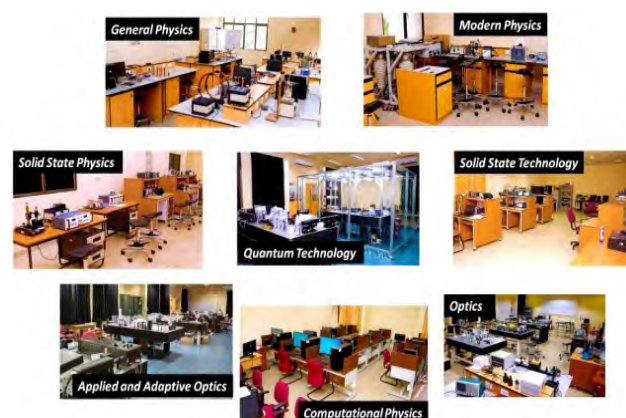 General Physics
Modern Physics
Solid State Physics
Quantum Technology
Solid State Technology
Applied and Adaptive Optics
Computational Physics
Optics